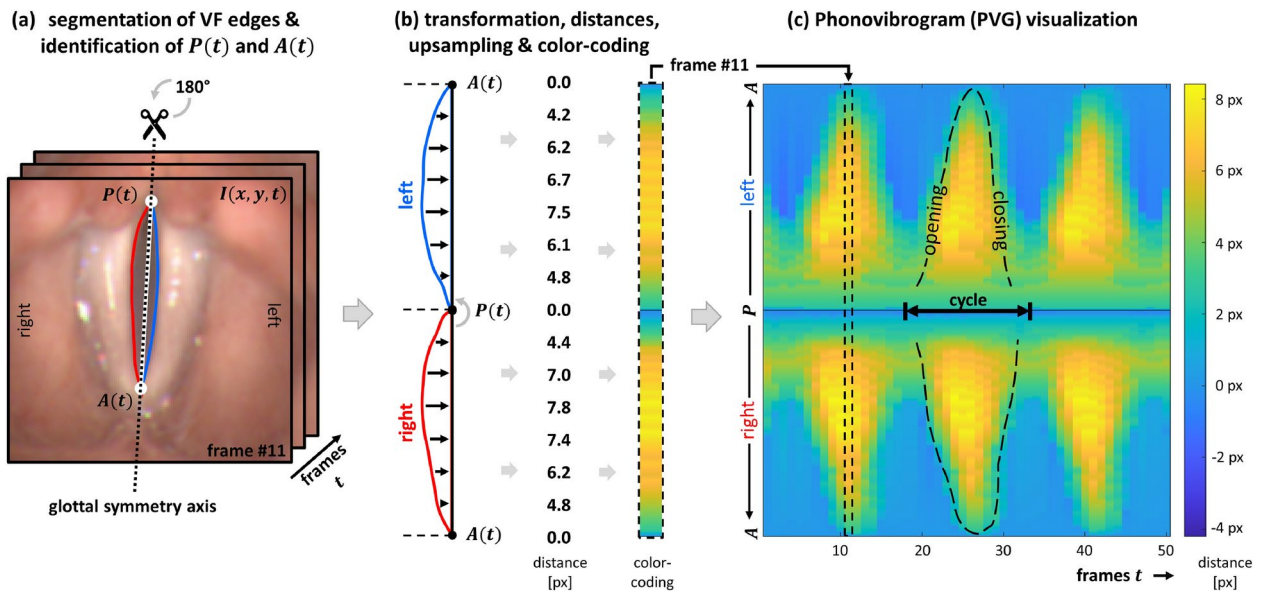 (a) segmentation of VF edges &
identification of P(t) and A(t)
180°
P(t)
I(x, y, t)
right
left
A(t)
frame #11
frames
t
glottal symmetry axis
(b) transformation, distances,
upsampling & color-coding
A(t)
left
P(t)
right
A(t)
0.0
4.2
6.2
6.7
7.5
6.1
4.8
0.0
4.4
7.0
7.8
7.4
6.2
4.8
0.0
distance
[px]
color-
coding
(c) Phonovibrogram (PVG) visualization
frame #11
A
left
P
right
A
opening
closing
cycle
10
20
30
40
50
frames t
8 px
6 px
4 px
2 px
0 px
-2 px
-4 px
distance
[px]